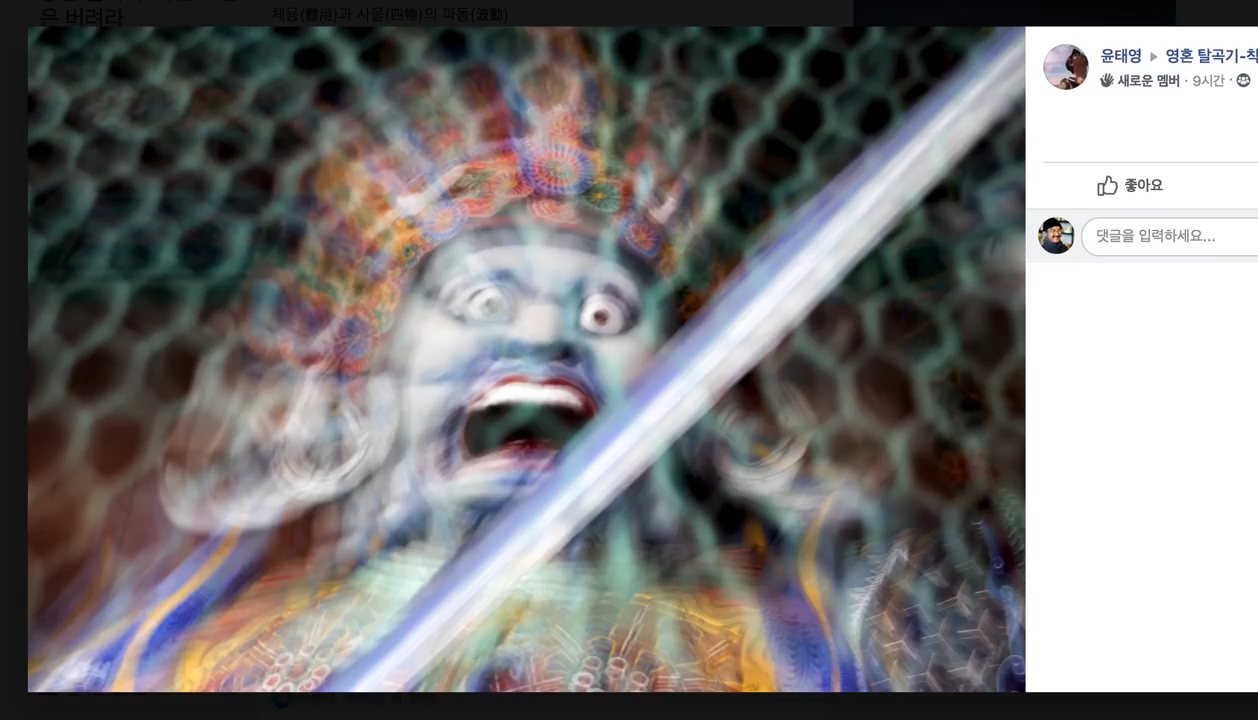 은 버려라
체용(體用)과 사물(四物)의 파동(波動)
윤태영 ▶ 영혼 탈곡기-착
새로운 멤버 · 9시간 ·
좋아요
댓글을 입력하세요...